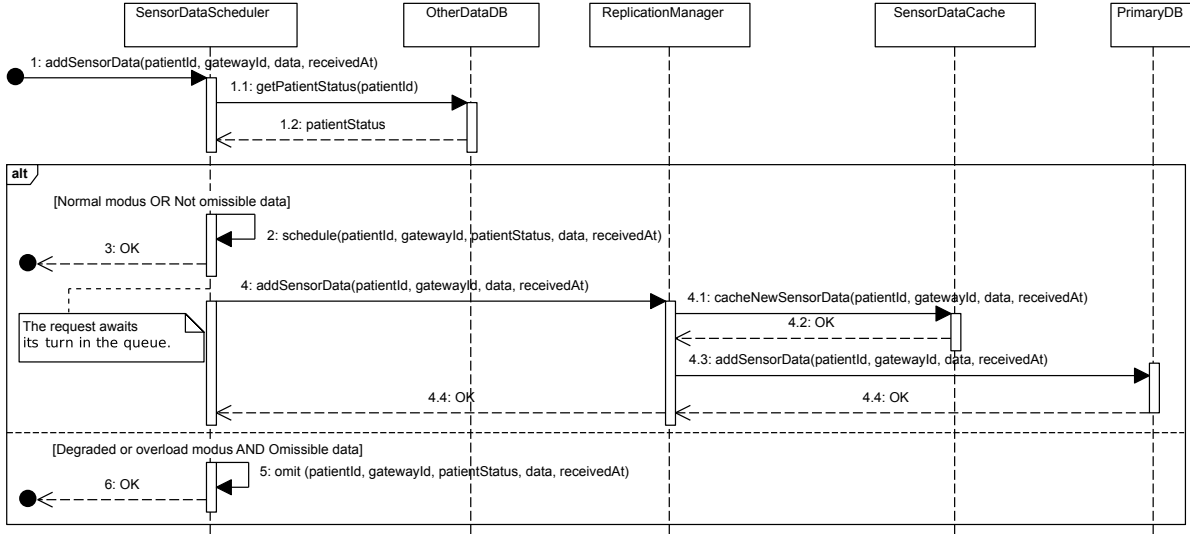 SensorDataScheduler
OtherDataDB
ReplicationManager
SensorDataCache
PrimaryDB
1: addSensorData(patientId, gatewayId, data, receivedAt)
1.1: getPatientStatus(patientId)
1.2: patientStatus
alt
[Normal modus OR Not omissible data]
2: schedule(patientId, gatewayId, patientStatus, data, receivedAt)
3: OK
4: addSensorData(patientId, gatewayId, data, receivedAt)
4.1: cacheNewSensorData(patientId, gatewayId, data, receivedAt)
The request awaits
its turn in the queue.
4.2: OK
4.3: addSensorData(patientId, gatewayId, data, receivedAt)
4.4: OK
4.4: OK
[Degraded or overload modus AND Omissible data]
5: omit (patientId, gatewayId, patientStatus, data, receivedAt)
6: OK